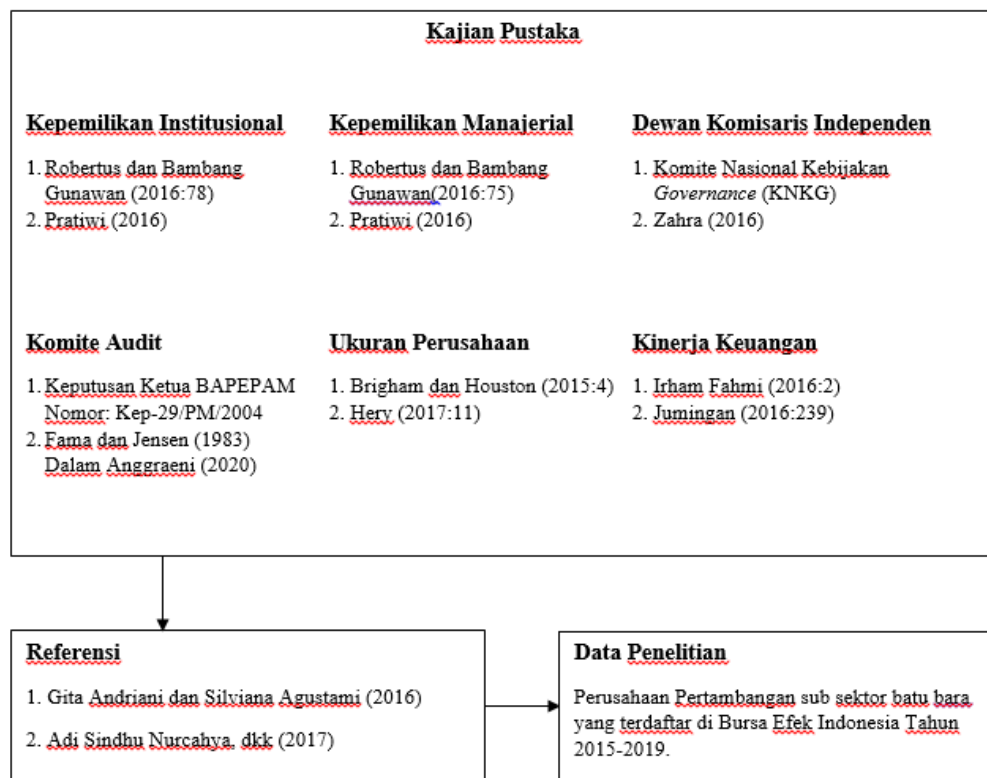 Kajian Pustaka
Kepemilikan Institusional
1. Robertus dan Bambang
Gunawan (2016:78)
2. Pratiwi (2016)
Kepemilikan Manajerial
1. Robertus dan Bambang
Gunawan(2016:75)
2. Pratiwi (2016)
Dewan Komisaris Independen
1. Komite Nasional Kebijakan
Governance (KNKG)
2. Zahra (2016)
Komite Audit
1. Keputusan Ketua BAPEPAM
Nomor: Kep-29/PM/2004
2. Fama dan Jensen (1983)
Dalam Anggraeni (2020)
Ukuran Perusahaan
1. Brigham dan Houston (2015:4)
2. Hery (2017:11)
Kinerja Keuangan
1. Irham Fahmi (2016:2)
2. Jumingan (2016:239)
Referensi
1. Gita Andriani dan Silviana Agustami (2016)
2. Adi Sindhu Nurcahya, dkk (2017)
Data Penelitian
Perusahaan Pertambangan sub sektor batu bara
yang terdaftar di Bursa Efek Indonesia Tahun
2015-2019.